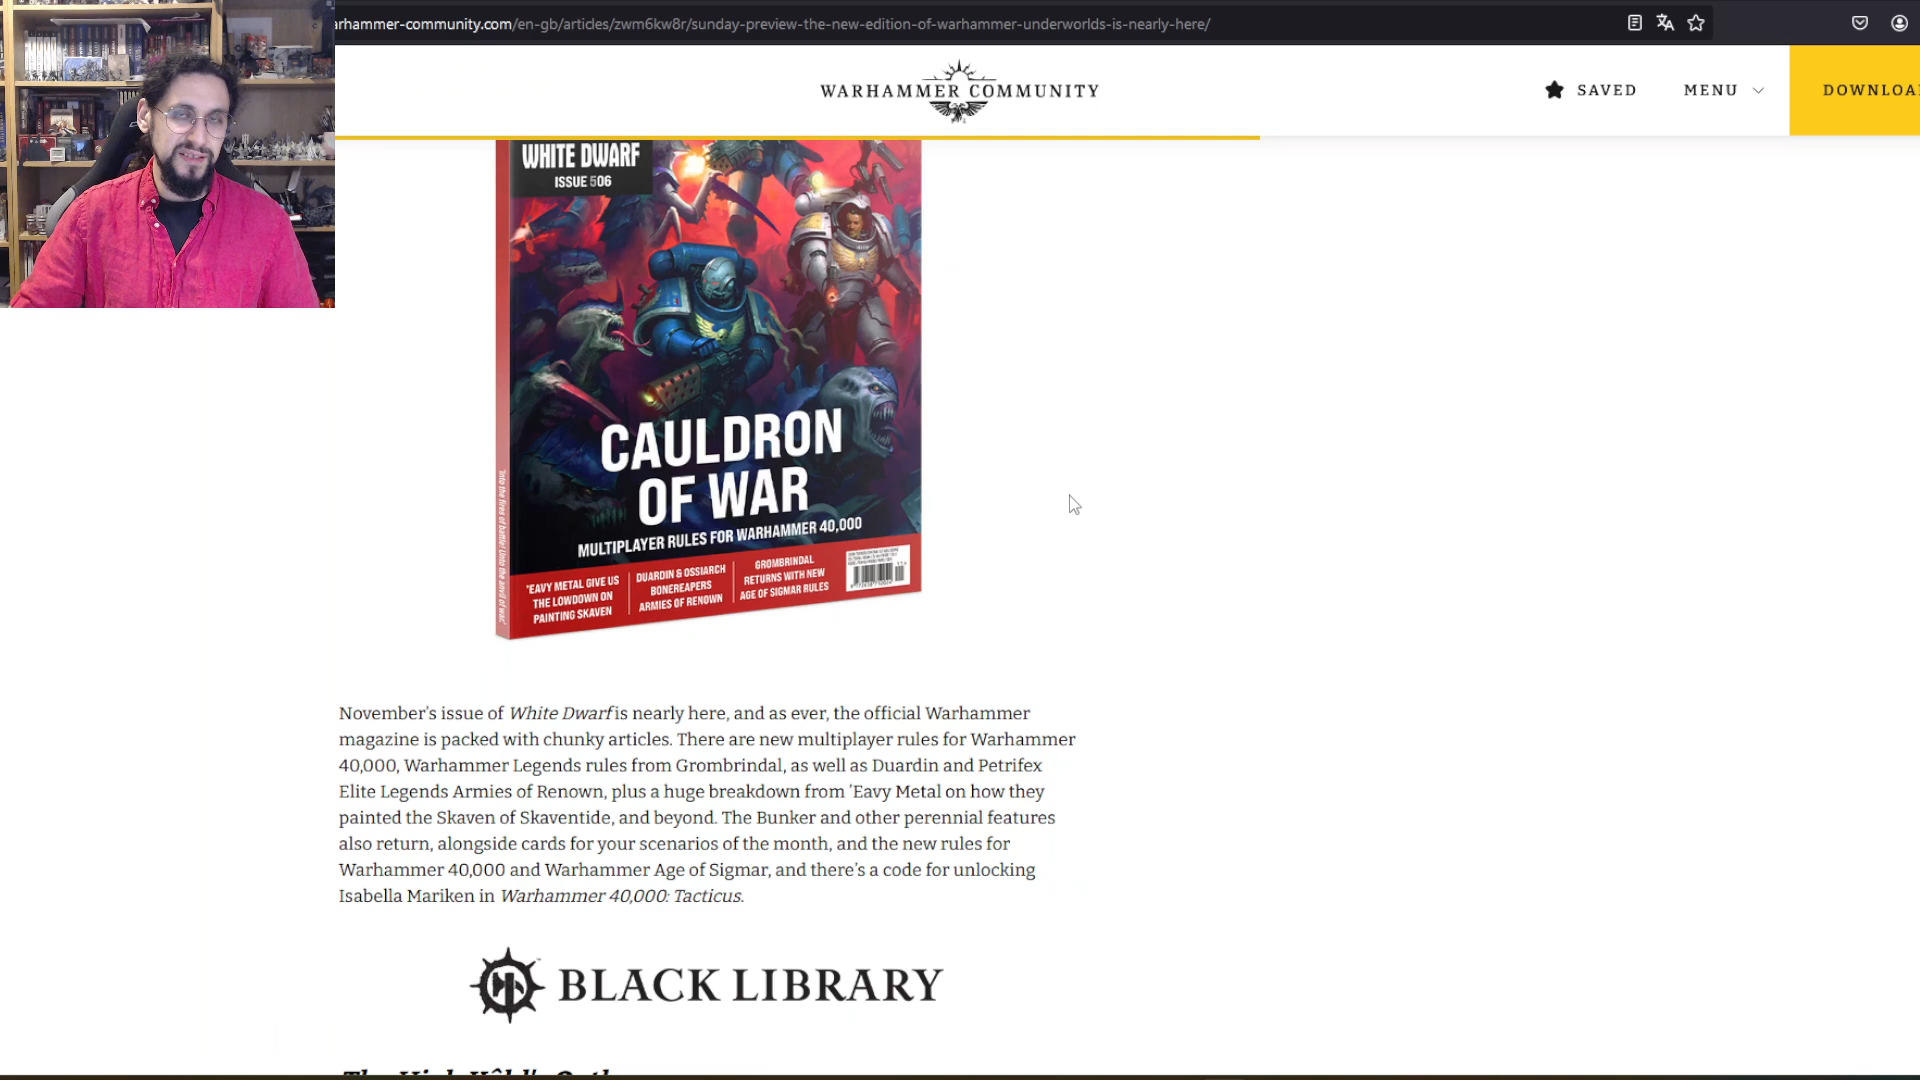 arhammer-community.com/en-gb/articles/zwm6kw8r/sunday-preview-the-new-edition-of-warhammer-underworlds-is-nearly-here/
WARHAMMER COMMUNITY
SAVED
MENU
DOWNLOA
WHITE DWARF
ISSUE 506
CAULDRON
OF WAR
MULTIPLAYER RULES FOR WARHAMMER 40,000
'EAVY METAL GIVE US
THE LOWDOWN ON
PAINTING SKAVEN
DUARDIN & OSSIARCH
BONEREAPERS
ARMIES OF RENOWN
GROMBRINDAL
RETURNS WITH NEW
AGE OF SIGMAR RULES
November's issue of White Dwarf is nearly here, and as ever, the official Warhammer
magazine is packed with chunky articles. There are new multiplayer rules for Warhammer
40,000, Warhammer Legends rules from Grombrindal, as well as Duardin and Petrifex
Elite Legends Armies of Renown, plus a huge breakdown from 'Eavy Metal on how they
painted the Skaven of Skaventide, and beyond. The Bunker and other perennial features
also return, alongside cards for your scenarios of the month, and the new rules for
Warhammer 40,000 and Warhammer Age of Sigmar, and there's a code for unlocking
Isabella Mariken in Warhammer 40,000: Tacticus.
BLACK LIBRARY